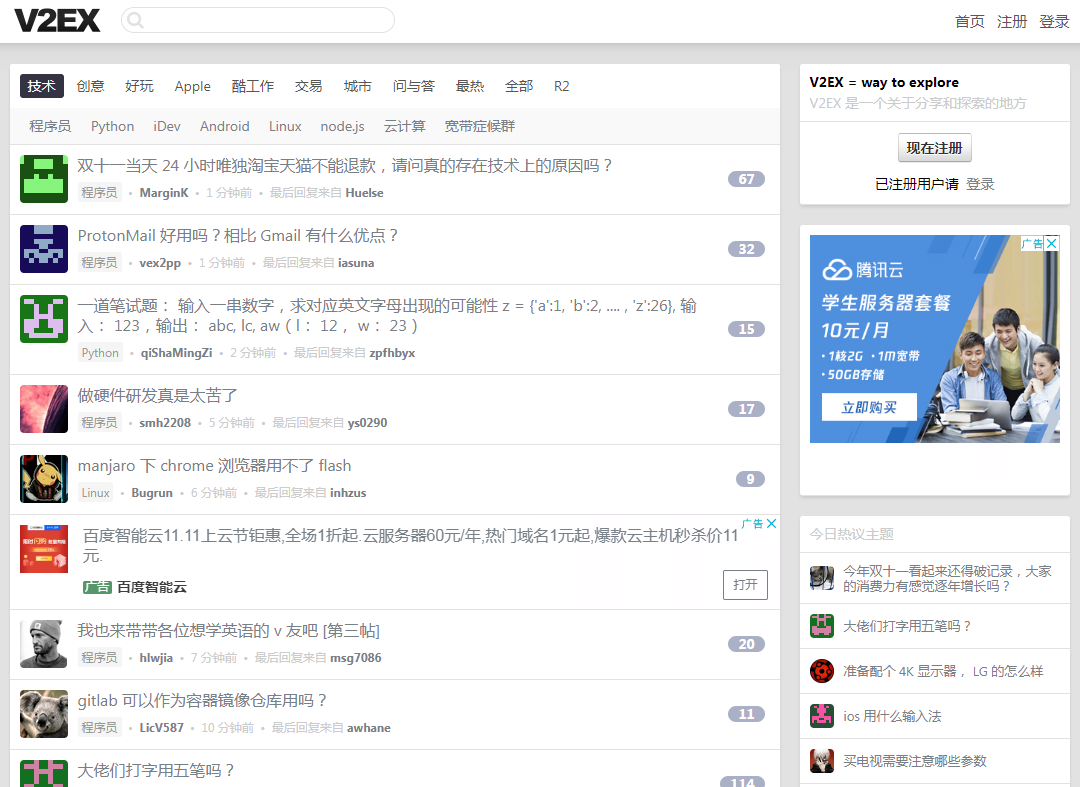 V2EX
首页 注册 登录
技术 创意 好玩 Apple 酷工作 交易 城市 问与答 最热 全部 R2
程序员 Python iDev Android Linux node.js 云计算 宽带症候群
双十一当天 24 小时唯独淘宝天猫不能退款，请问真的存在技术上的原因吗？
67
程序员 • MarginK • 1 分钟前 • 最后回复来自 Huelse
ProtonMail 好用吗？相比 Gmail 有什么优点？
32
程序员 • vex2pp • 1 分钟前 • 最后回复来自 iasuna
一道笔试题： 输入一串数字，求对应英文字母出现的可能性 z = {'a':1, 'b':2, .... , 'z':26}, 输
入： 123，输出： abc, lc, aw（ l： 12， w： 23 ）
15
Python • qiShaMingZi • 2 分钟前 • 最后回复来自 zpfhbyx
做硬件研发真是太苦了
17
程序员 • smh2208 • 5 分钟前 • 最后回复来自 ys0290
manjaro 下 chrome 浏览器用不了 flash
9
Linux • Bugrun • 6 分钟前 • 最后回复来自 inhzus
广告
百度智能云11.11上云节钜惠,全场1折起.云服务器60元/年,热门域名1元起,爆款云主机秒杀价11
元.
广告 百度智能云
打开
我也来带带各位想学英语的 v 友吧 [第三帖]
20
程序员 • hlwjia • 7 分钟前 • 最后回复来自 msg7086
gitlab 可以作为容器镜像仓库用吗？
11
程序员 • LicV587 • 10 分钟前 • 最后回复来自 awhane
大佬们打字用五笔吗？
114
V2EX = way to explore
V2EX 是一个关于分享和探索的地方
现在注册
已注册用户请 登录
广告
腾讯云
学生服务器套餐
10元/月
·1核2G ·1M宽带
·50GB存储
立即购买
今日热议主题
今年双十一看起来还得破记录，大家
的消费力有感觉逐年增长吗？
大佬们打字用五笔吗？
准备配个 4K 显示器， LG 的怎么样
ios 用什么输入法
买电视需要注意哪些参数